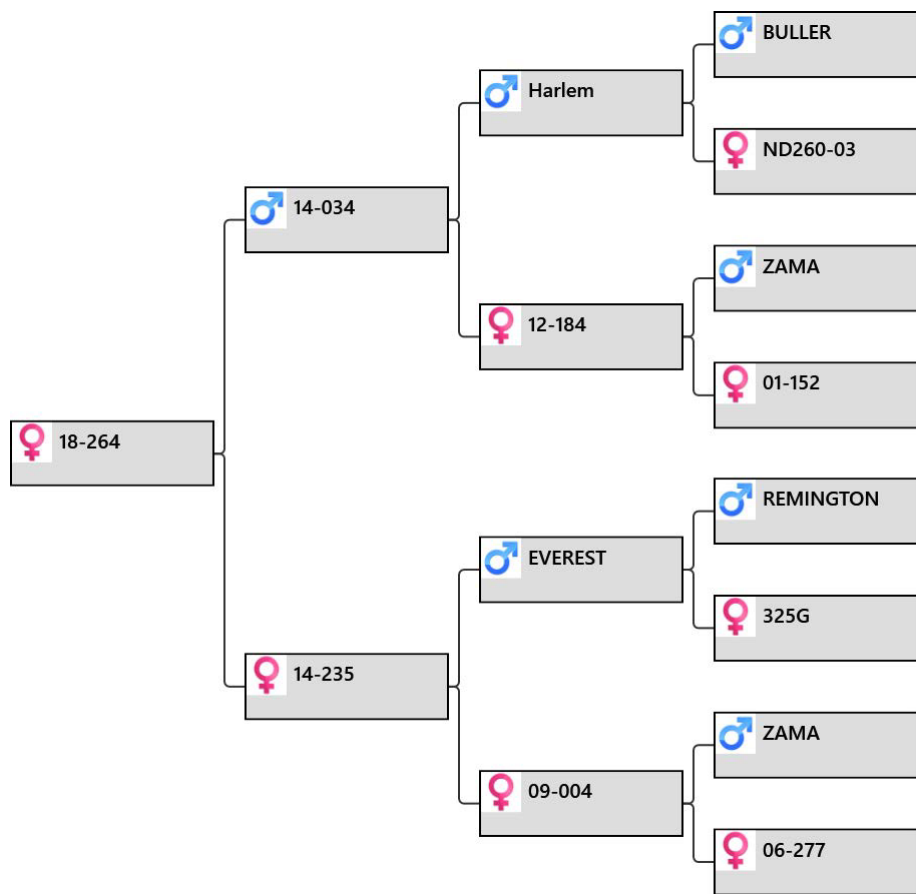 BULLER
Harlem
ND260-03
14-034
ZAMA
12-184
01-152
18-264
REMINGTON
EVEREST
325G
14-235
ZAMA
09-004
06-277